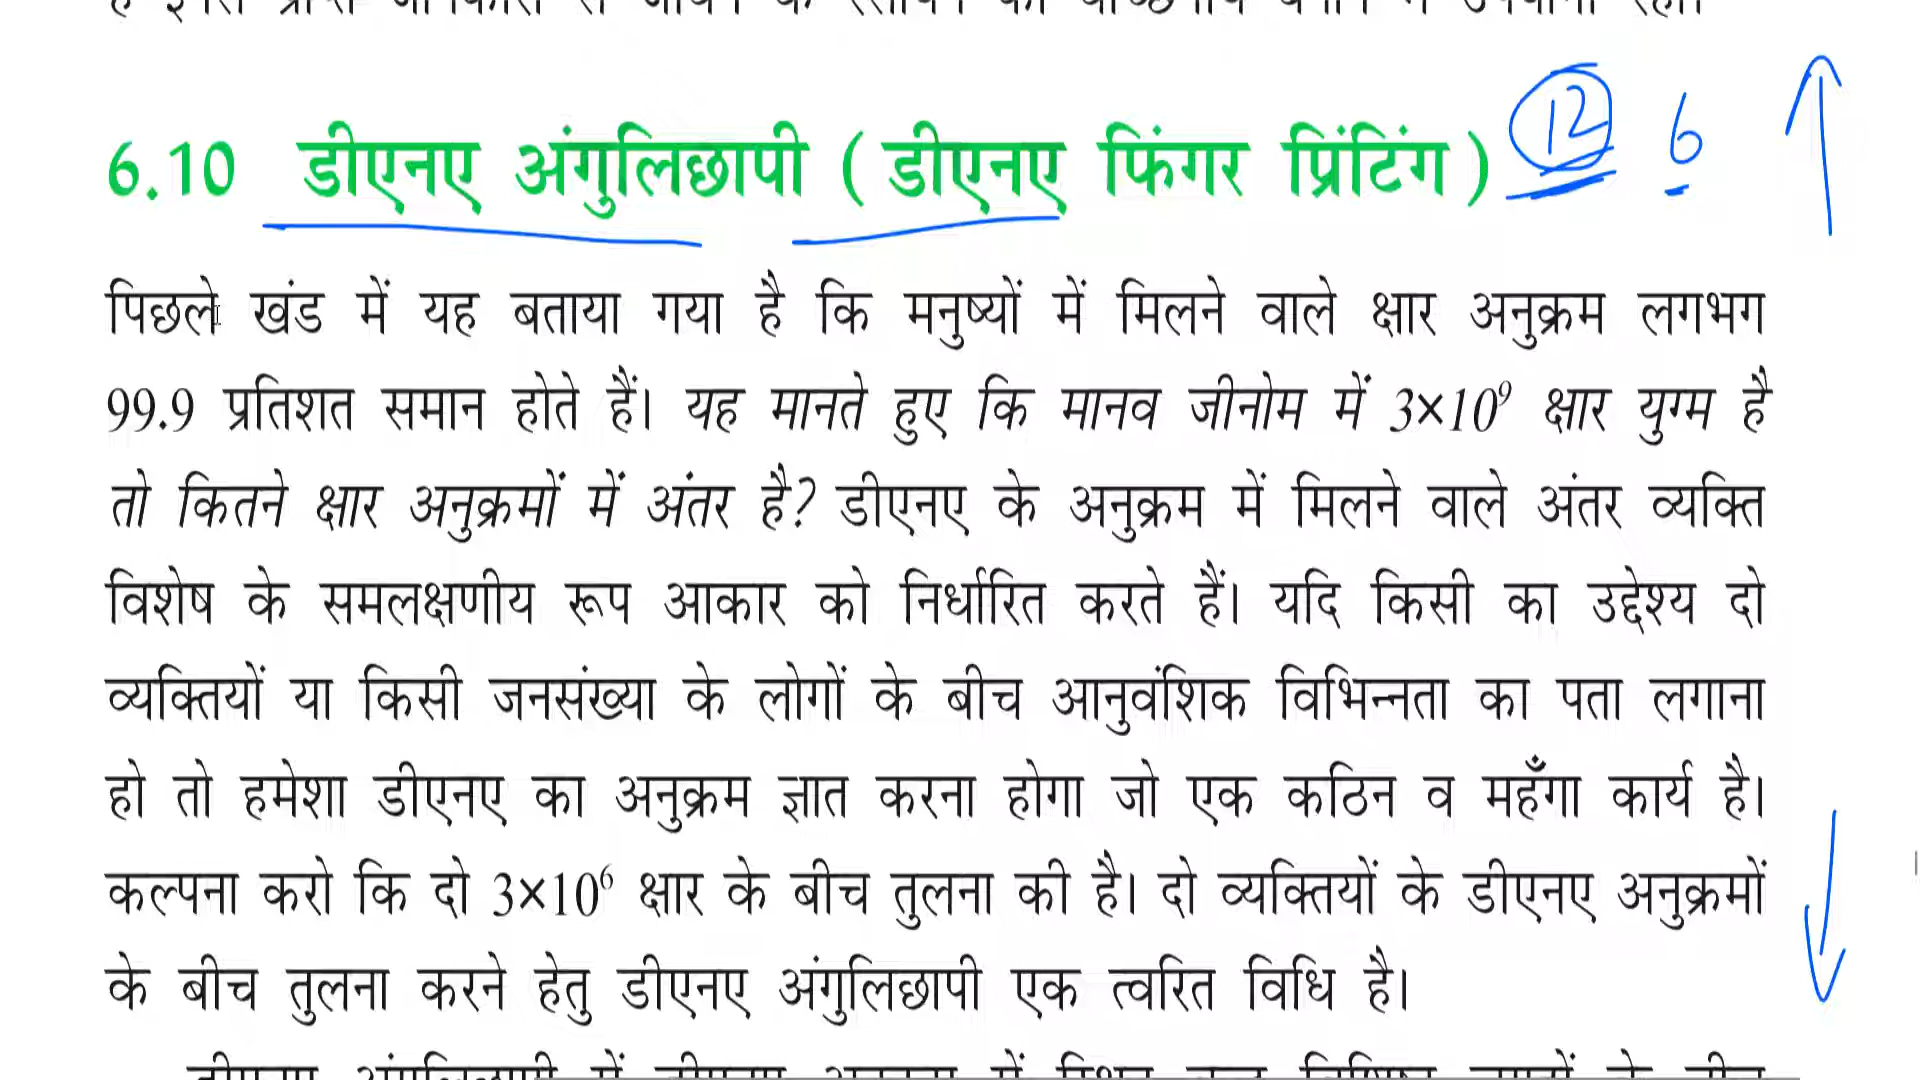 6.10 डीएनए अंगुलिछापी ( डीएनए फिंगर प्रिंटिंग ) 12 6
पिछले खंड में यह बताया गया है कि मनुष्यों में मिलने वाले क्षार अनुक्रम लगभग
99.9 प्रतिशत समान होते हैं। यह मानते हुए कि मानव जीनोम में 3×10⁹ क्षार युग्म है
तो कितने क्षार अनुक्रमों में अंतर है? डीएनए के अनुक्रम में मिलने वाले अंतर व्यक्ति
विशेष के समलक्षणीय रूप आकार को निर्धारित करते हैं। यदि किसी का उद्देश्य दो
व्यक्तियों या किसी जनसंख्या के लोगों के बीच आनुवंशिक विभिन्नता का पता लगाना
हो तो हमेशा डीएनए का अनुक्रम ज्ञात करना होगा जो एक कठिन व महँगा कार्य है।
कल्पना करो कि दो 3×10⁶ क्षार के बीच तुलना की है। दो व्यक्तियों के डीएनए अनुक्रमों
के बीच तुलना करने हेतु डीएनए अंगुलिछापी एक त्वरित विधि है।